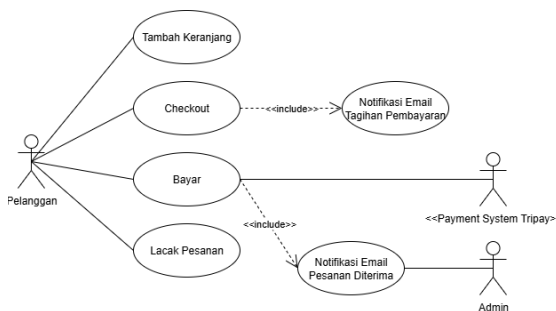 Tambah Keranjang
Checkout
<<include>>
Notifikasi Email
Tagihan Pembayaran
Pelanggan
Bayar
<<Payment System Tripay>
<<include>>
Lacak Pesanan
Notifikasi Email
Pesanan Diterima
Admin